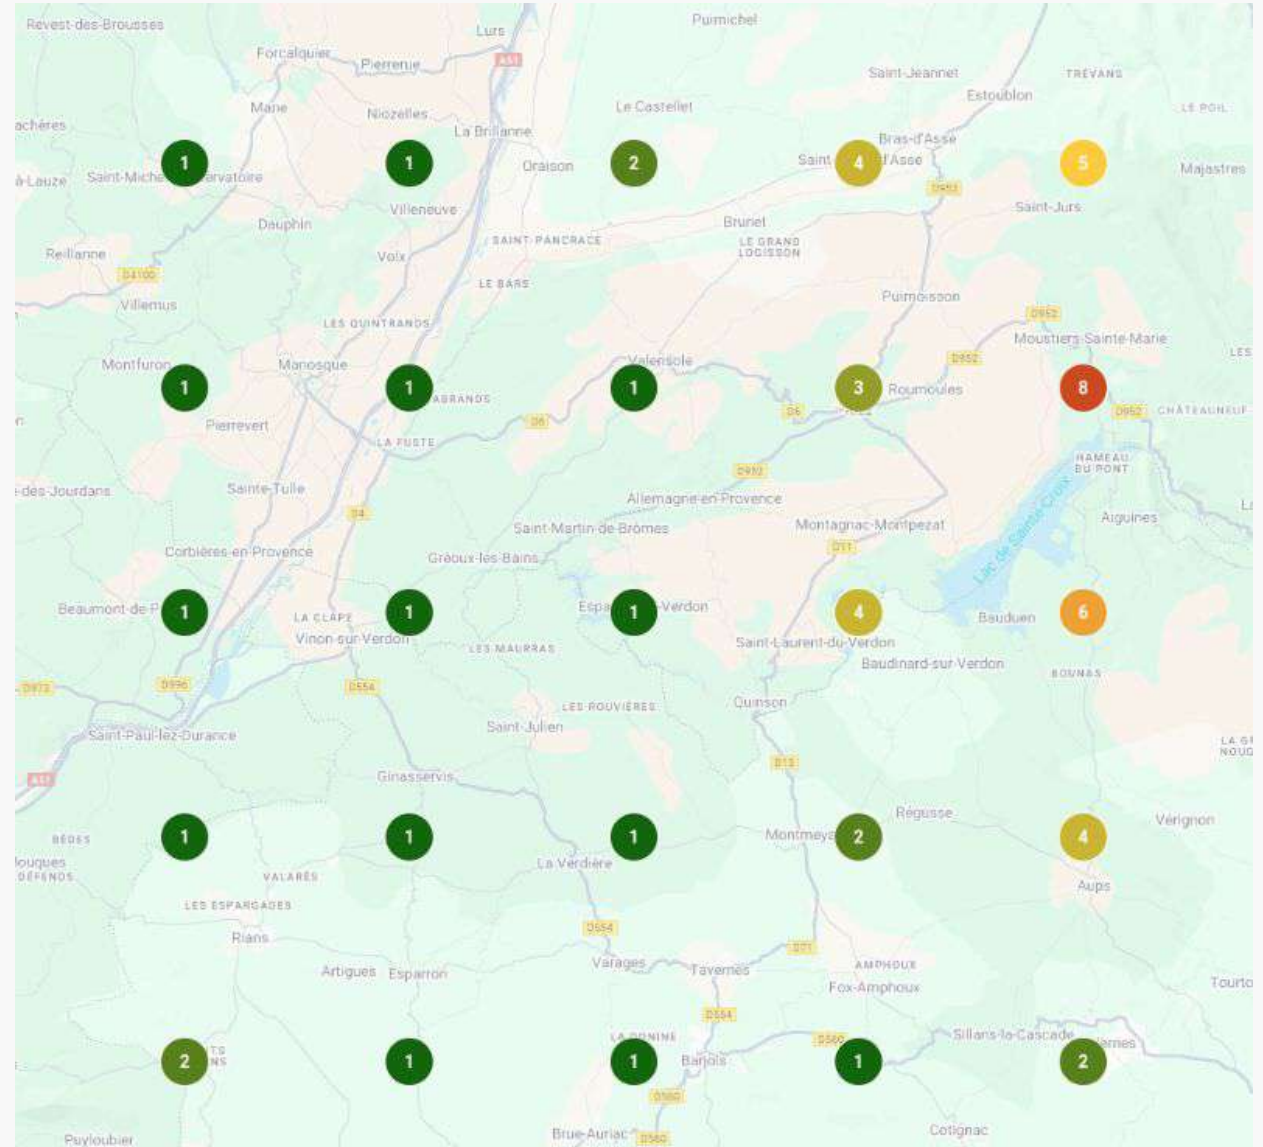 Revest-des-Brousses
Lurs
Puimichel
Forcalquier
Pierrerue
A51
Saint-Jeannet
TRÉVANS
Estoublon
Mane
Niozelles
Le Castellet
LE POIL
achères
La Brillanne
Bras-d'Asse
1
1
2
4
5
Oraison
Saint
d'Asse
Majastres
à-Lauze
Saint-Miche
ervatoire
D953
Villeneuve
Saint-Jurs
Dauphin
Brunet
SAINT-PANCRACE
LE GRAND
LOGISSON
Reillanne
Volx
D4100
LE BARS
Villemus
Puimoisson
D952
LES QUINTRANDS
Moustiers-Sainte-Marie
LES
Montfuron
Manosque
Valensole
D952
1
1
1
3
8
ABRANDS
Roumoules
D6
D6
D952
CHÂTEAUNEUF
Pierrevert
LA FUSTE
HAMEAU
DU PONT
D952
-des-Jourdans
Sainte-Tulle
Allemagne-en-Provence
D4
Lac de Sainte-Croix
Aiguines
Saint-Martin-de-Brômes
Montagnac-Montpezat
Corbières-en-Provence
Gréoux-les-Bains
D11
Beaumont-de-P
1
1
Espa
1
-Verdon
4
6
LA CLAPE
Bauduen
Vinon-sur-Verdon
LES MAURRAS
Saint-Laurent-du-Verdon
Baudinard-sur-Verdon
BOUNAS
D973
D996
D554
Quinson
LES ROUVIÈRES
Saint-Julien
Saint-Paul-lez-Durance
LA G
NOUG
A51
Ginasservis
D13
Régusse
Vérignon
BÈDES
1
1
1
Montmeya
2
4
Jouques
DÉFENDS
VALARÈS
La Verdière
Aups
LES ESPARGADES
D554
Rians
D71
Artigues
Esparron
Varages
Tavernes
AMPHOUX
Fox-Amphoux
Tourto
D554
LA DONINE
D560
Sillans-la-Cascade
ernes
2
TS
NS
1
1
Barjols
1
2
D560
Puyloubier
Brue-Auriac
D560
Cotignac